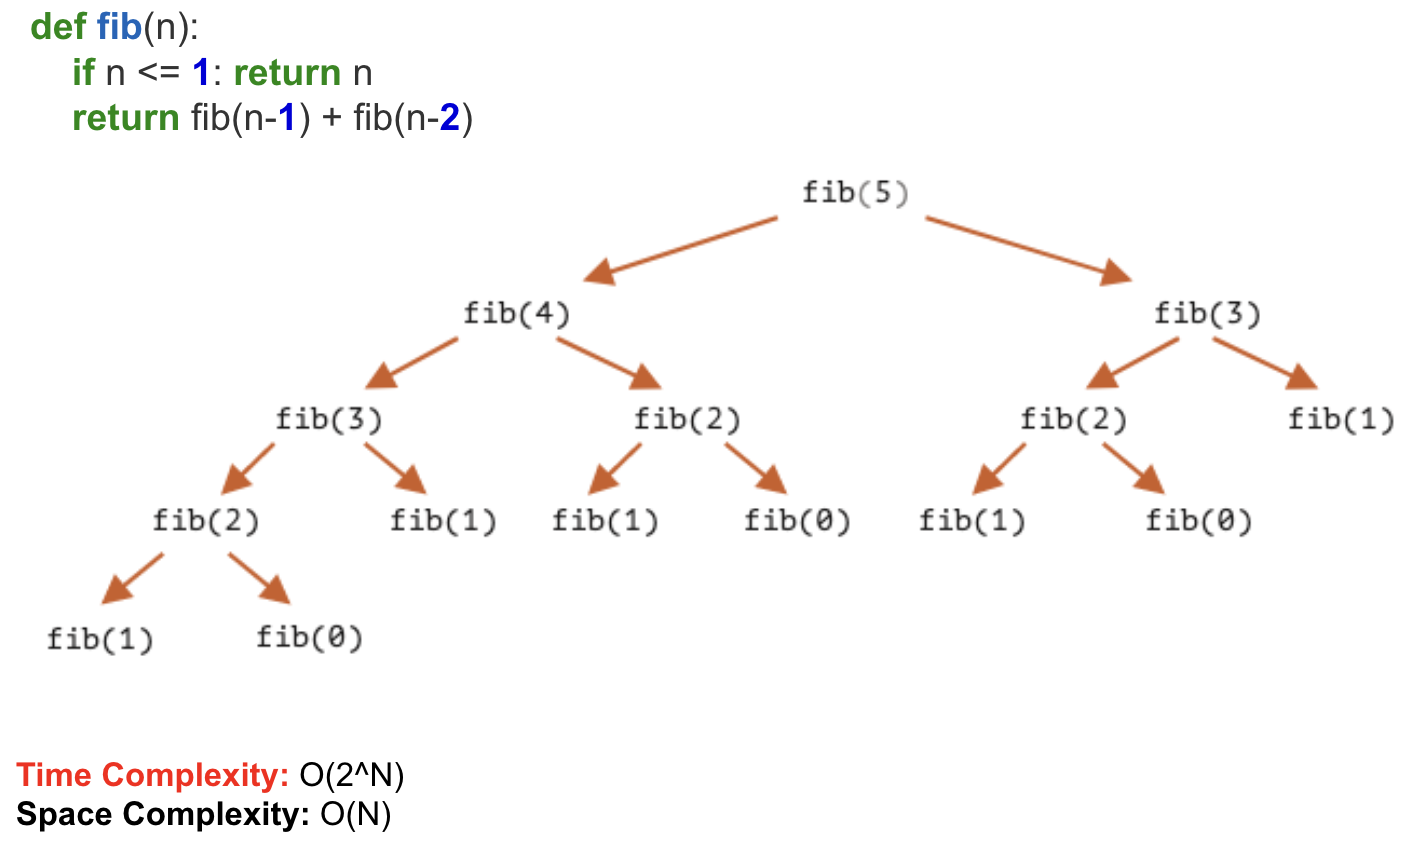 def fib(n):
if n <= 1: return n
return fib(n-1) + fib(n-2)
fib(5)
fib(4) fib(3)
fib(3) fib(2) fib(2) fib(1)
fib(2) fib(1) fib(1) fib(0) fib(1) fib(0)
fib(1) fib(0)
Time Complexity: O(2^N)
Space Complexity: O(N)